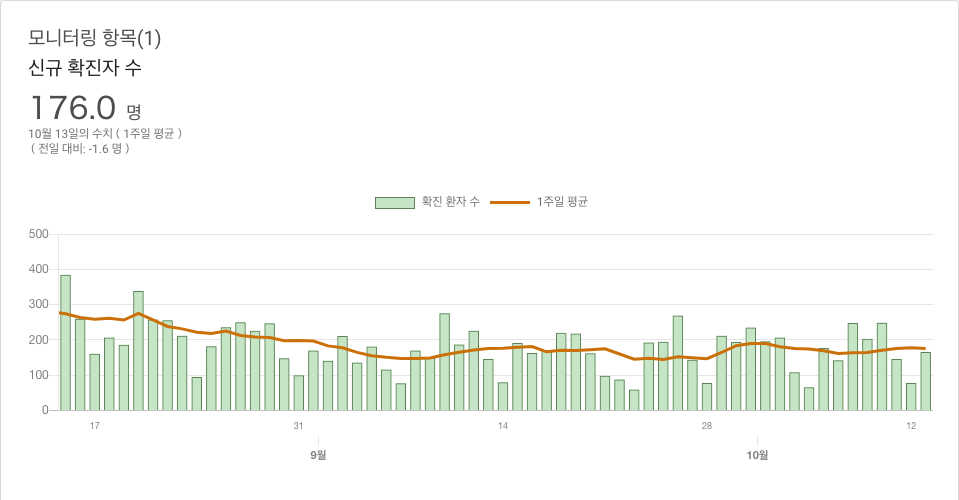 모니터링 항목(1)
신규 확진자 수
176.0 명
10월 13일의 수치 ( 1주일 평균 )
( 전일 대비: -1.6 명 )
확진 환자 수 1주일 평균
500
400
300
200
100
0
17 31 14 28 12
9월 10월